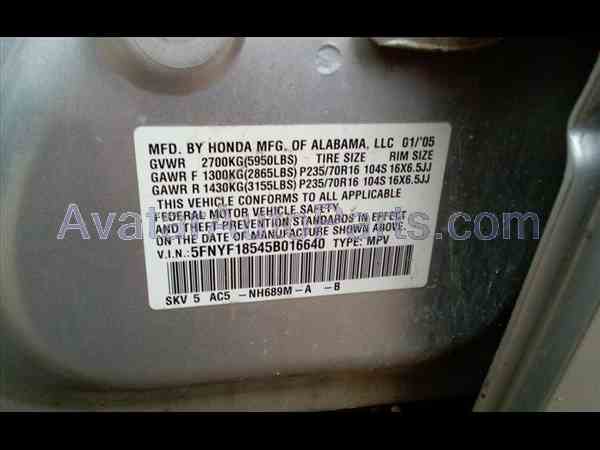 MFD. BY HONDA MFG. OF ALABAMA, LLC 01/'05
GVWR 2700KG(5950LBS) TIRE SIZE RIM SIZE
GAWR F 1300KG(2865LBS) P235/70R16 104S 16X6.5JJ
GAWR R 1430KG(3155LBS) P235/70R16 104S 16X6.5JJ
THIS VEHICLE CONFORMS TO ALL APPLICABLE
FEDERAL MOTOR VEHICLE SAFETY
AND THEFT PREVENTION STANDARDS IN EFFECT
ON THE DATE OF MANUFACTURE SHOWN ABOVE.
V.I.N.: 5FNYF18545B016640 TYPE: MPV
SKV 5 AC5 -NH689M-A -B